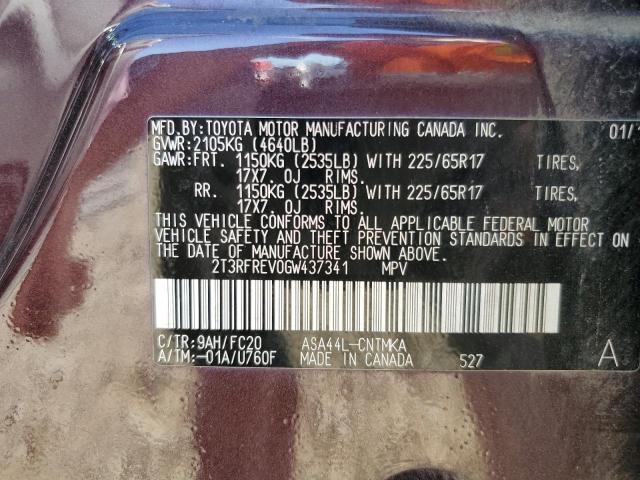 MFD.BY:TOYOTA MOTOR MANUFACTURING CANADA INC. 01/
GVWR:2105KG (4640LB)
GAWR:FRT. 1150KG (2535LB) WITH 225/65R17 TIRES,
17X7.0J RIMS.
RR. 1150KG (2535LB) WITH 225/65R17 TIRES,
17X7.0J RIMS.
THIS VEHICLE CONFORMS TO ALL APPLICABLE FEDERAL MOTOR
VEHICLE SAFETY AND THEFT PREVENTION STANDARDS IN EFFECT ON
THE DATE OF MANUFACTURE SHOWN ABOVE.
2T3RFREV0GW437341 MPV
C/TR:9AH/FC20 ASA44L-CNTMKA
A/TM:-01A/U760F MADE IN CANADA 527 A